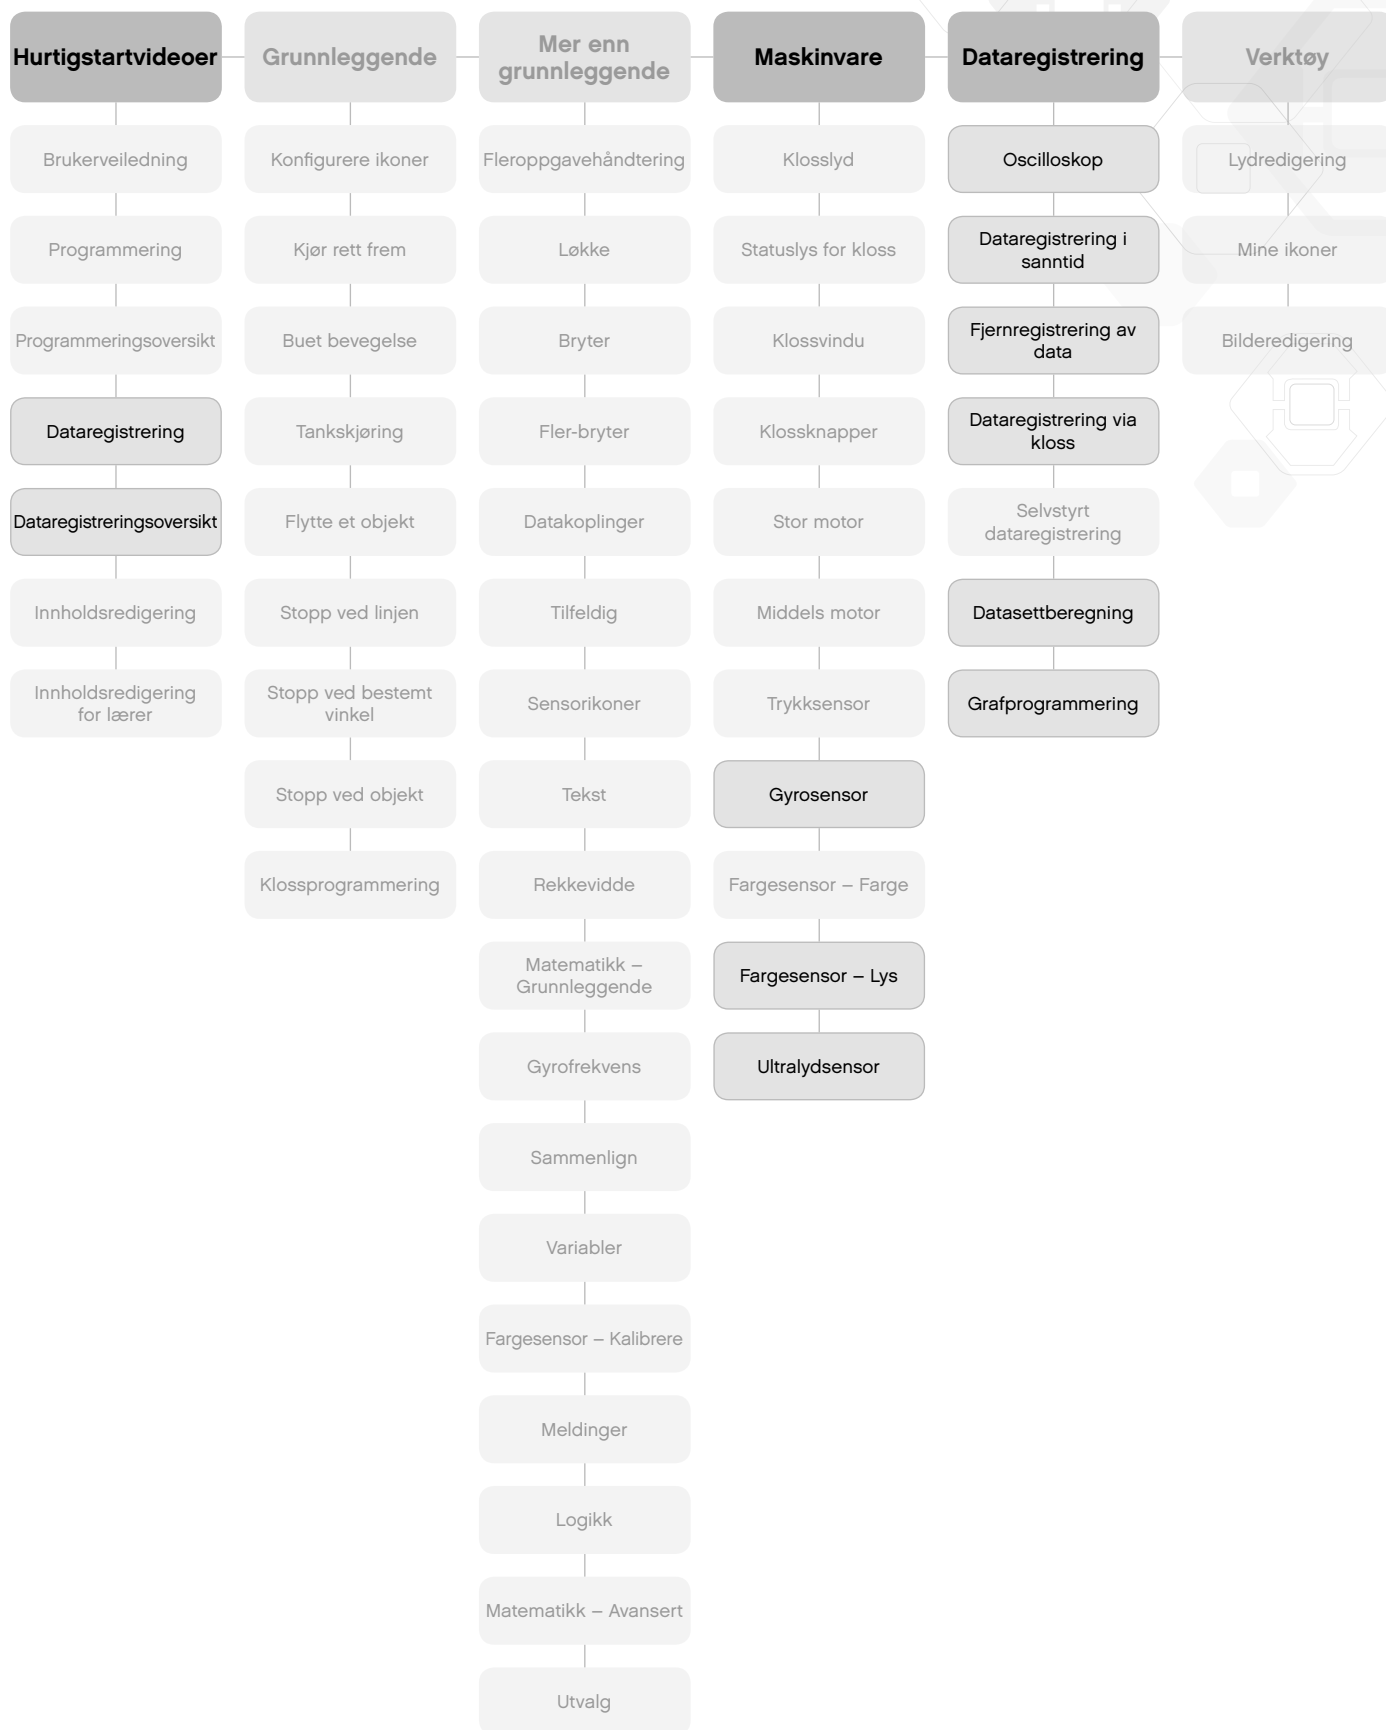 Hurtigstartvideoer
Brukerveiledning
Programmering
Programmeringsoversikt
Dataregistrering
Dataregistreringsoversikt
Innholdsredigering
Innholdsredigering
for lærer
Grunnleggende
Konfigurere ikoner
Kjør rett frem
Buet bevegelse
Tankskjøring
Flytte et objekt
Stopp ved linjen
Stopp ved bestemt
vinkel
Stopp ved objekt
Klossprogrammering
Mer enn
grunnleggende
Fleroppgavehåndtering
Løkke
Bryter
Fler-bryter
Datakoplinger
Tilfeldig
Sensorikoner
Tekst
Rekkevidde
Matematikk –
Grunnleggende
Gyrofrekvens
Sammenlign
Variabler
Fargesensor – Kalibrere
Meldinger
Logikk
Matematikk – Avansert
Utvalg
Maskinvare
Klosslyd
Statuslys for kloss
Klossvindu
Klossknapper
Stor motor
Middels motor
Trykksensor
Gyrosensor
Fargesensor – Farge
Fargesensor – Lys
Ultralydsensor
Dataregistrering
Oscilloskop
Dataregistrering i
sanntid
Fjernregistrering av
data
Dataregistrering via
kloss
Selvstyrt
dataregistrering
Datasettberegning
Grafprogrammering
Verktøy
Lydredigering
Mine ikoner
Bilderedigering